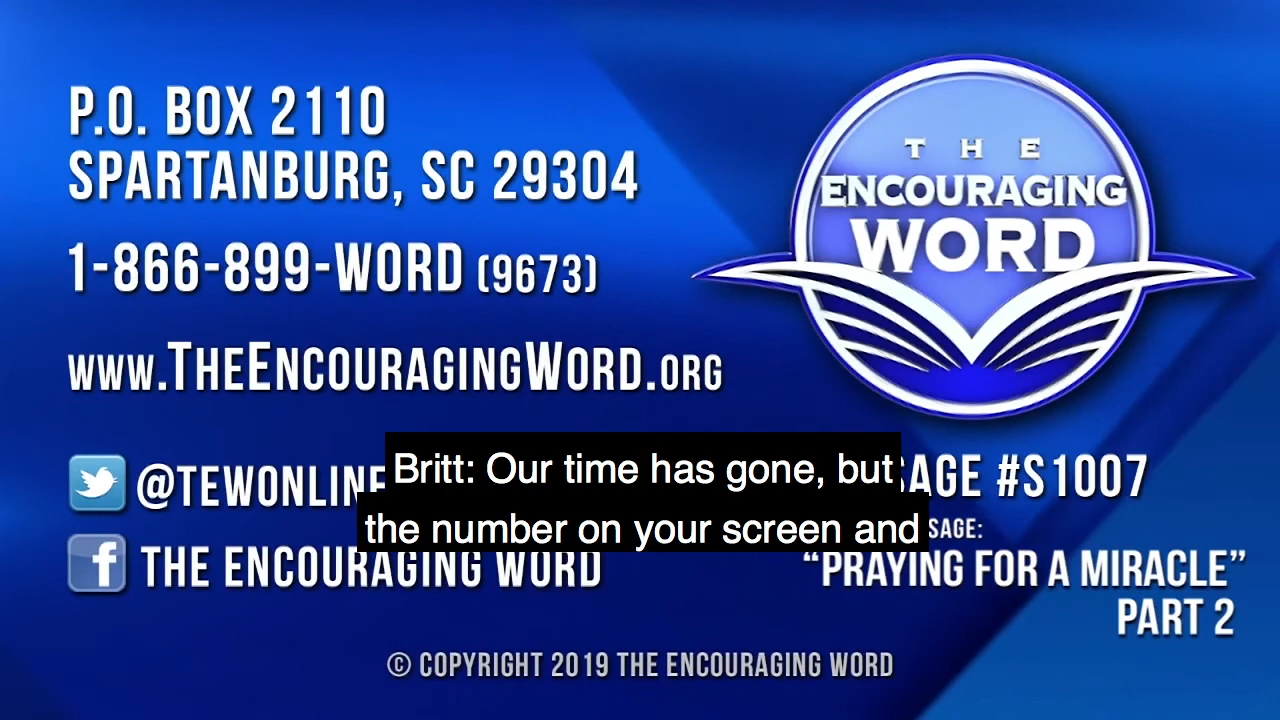 P.O. BOX 2110
SPARTANBURG, SC 29304
1-866-899-WORD (9673)
WWW.THEENCOURAGINGWORD.ORG
@TEWONLINE
THE ENCOURAGING WORD
THE
ENCOURAGING
WORD
#S1007
"PRAYING FOR A MIRACLE"
PART 2
Britt: Our time has gone, but
the number on your screen and
© COPYRIGHT 2019 THE ENCOURAGING WORD